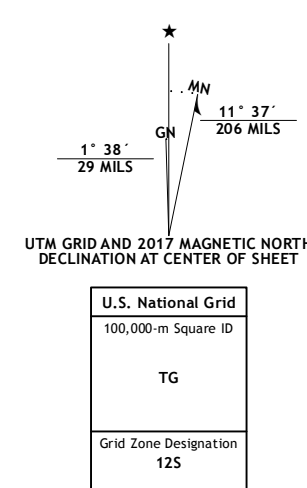 MN
11° 37´
206 MILS
GN
1° 38´
29 MILS
UTM GRID AND 2017 MAGNETIC NORTH
DECLINATION AT CENTER OF SHEET
U.S. National Grid
100,000-m Square ID
TG
Grid Zone Designation
12S